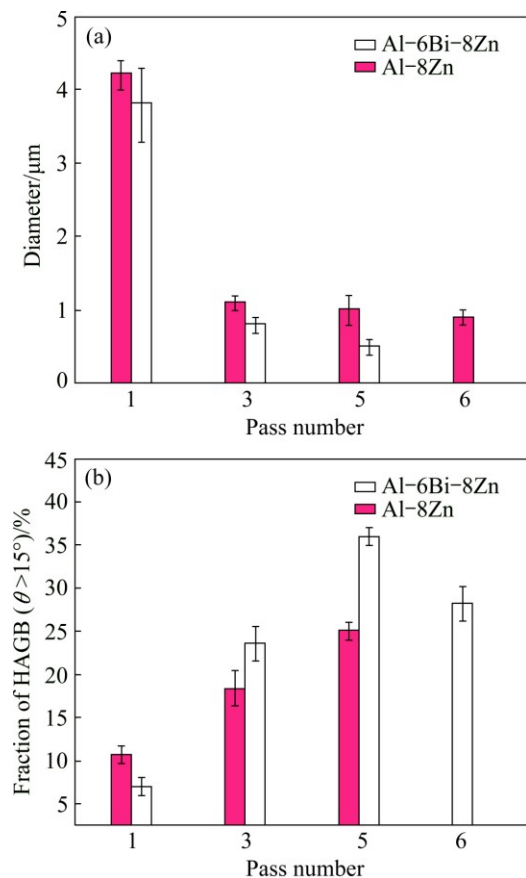 (a)
Al−6Bi−8Zn
Al−8Zn
5
4
3
2
1
0
Diameter/μm
1 3 5 6
Pass number
(b)
Al−6Bi−8Zn
Al−8Zn
45
40
35
30
25
20
15
10
5
Fraction of HAGB (θ>15°)/%
1 3 5 6
Pass number